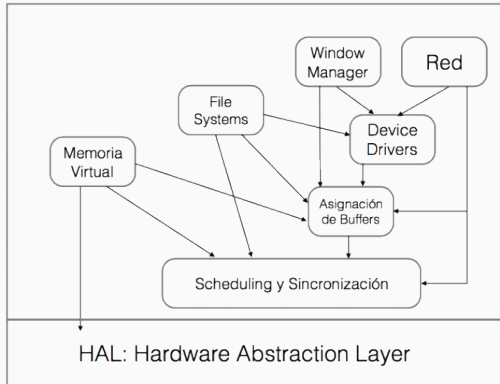 Window
Manager
Red
File
Systems
Device
Drivers
Memoria
Virtual
Asignación
de Buffers
Scheduling y Sincronización
HAL: Hardware Abstraction Layer